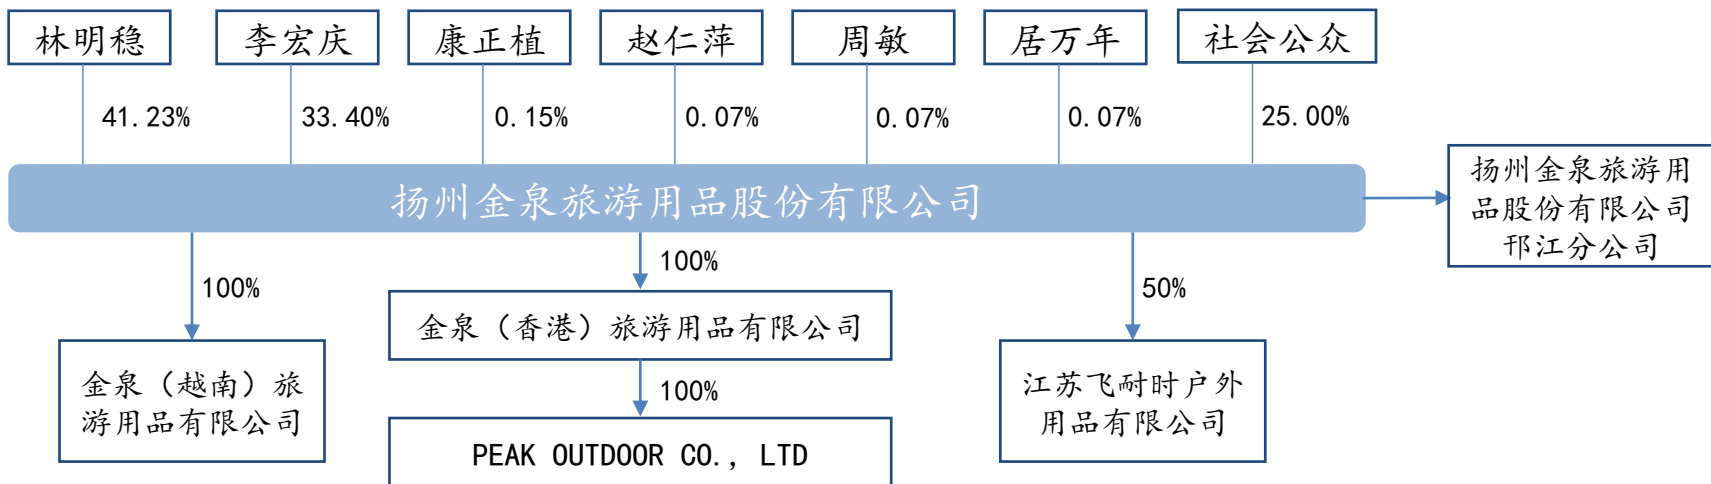 林明稳
李宏庆
康正植
赵仁萍
周敏
居万年
社会公众
41.23%
33.40%
0.15%
0.07%
0.07%
0.07%
25.00%
扬州金泉旅游用品股份有限公司
扬州金泉旅游用
品股份有限公司
邗江分公司
100%
100%
50%
金泉（越南）旅
游用品有限公司
金泉（香港）旅游用品有限公司
100%
PEAK OUTDOOR CO., LTD
江苏飞耐时户外
用品有限公司